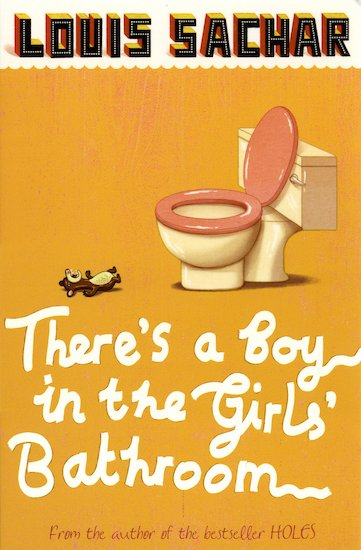 LOUIS SACHAR
There's a Boy
in the Girls'
Bathroom
From the author of the bestseller HOLES